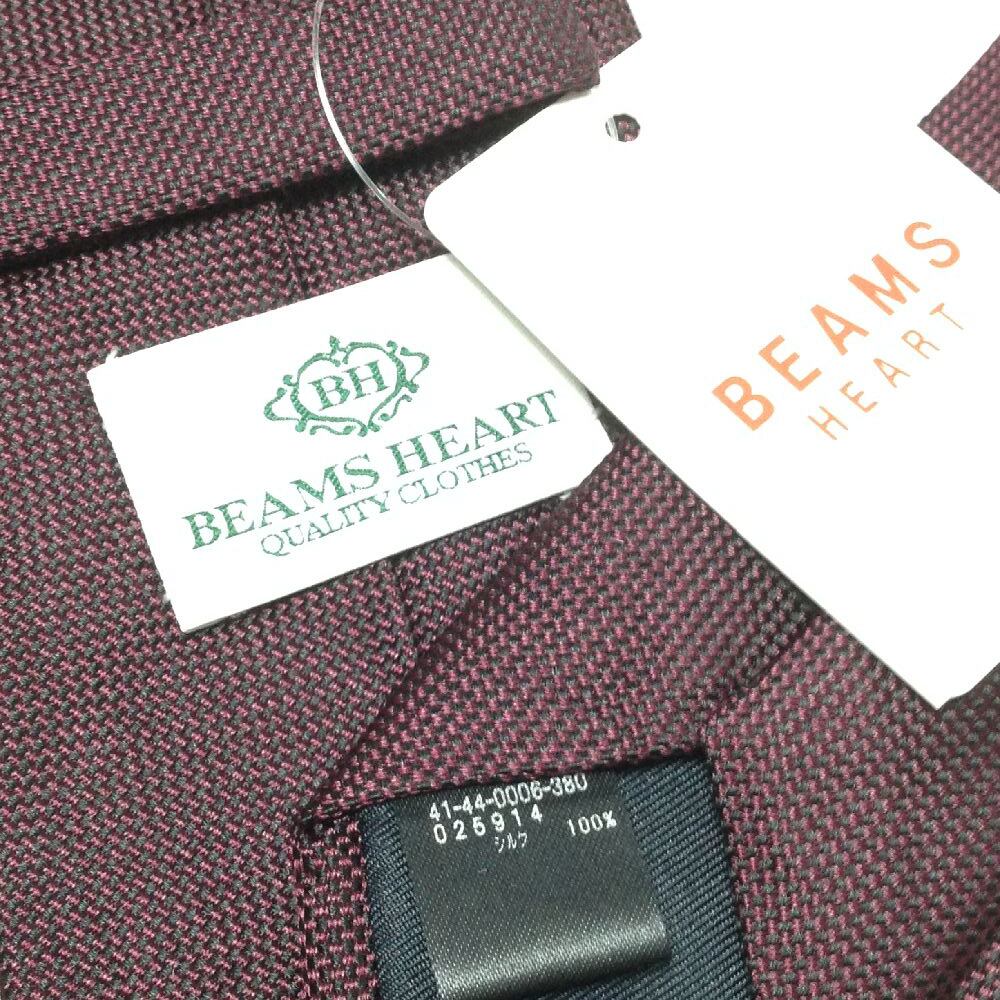 BEAMS
HEART
BH
BEAMS HEART
QUALITY CLOTHES
41-44-0006-380
025914
シルク 100%